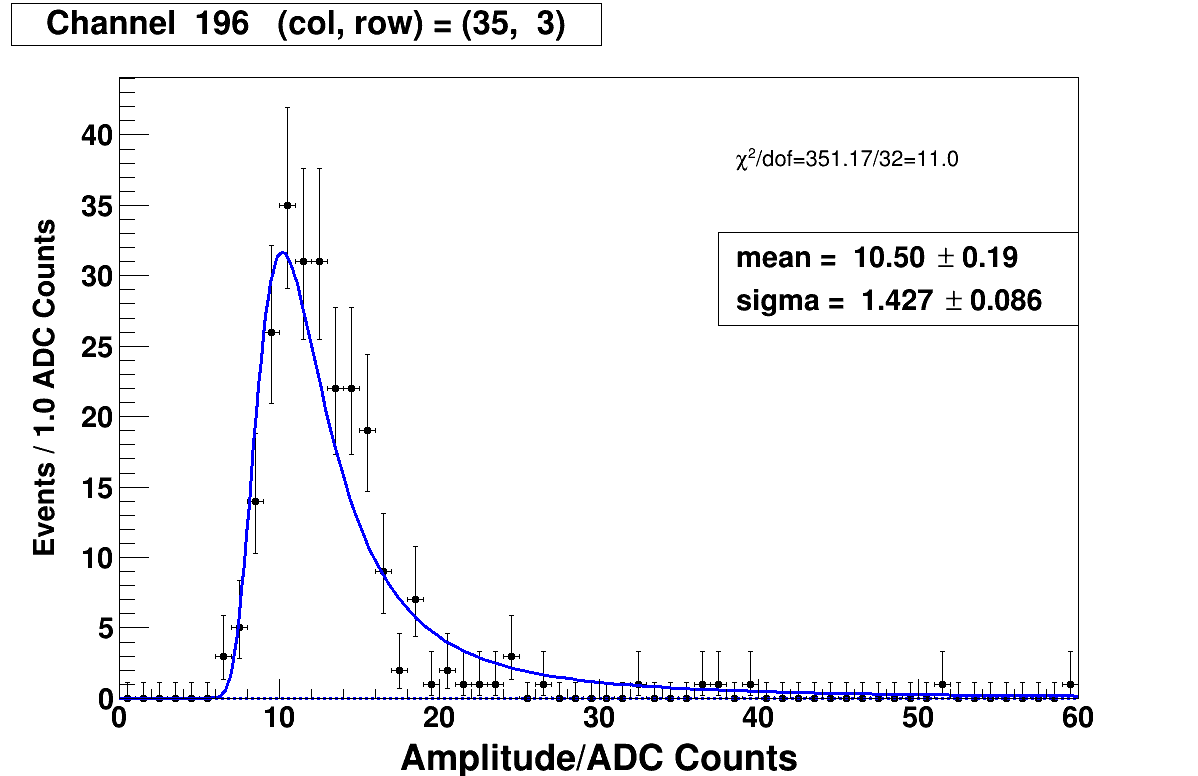 Channel 196 (col, row) = (35, 3)
χ²/dof=351.17/32=11.0
mean = 10.50 ± 0.19
sigma = 1.427 ± 0.086
Events / 1.0 ADC Counts
40
35
30
25
20
15
10
5
0
0 10 20 30 40 50 60
Amplitude/ADC Counts